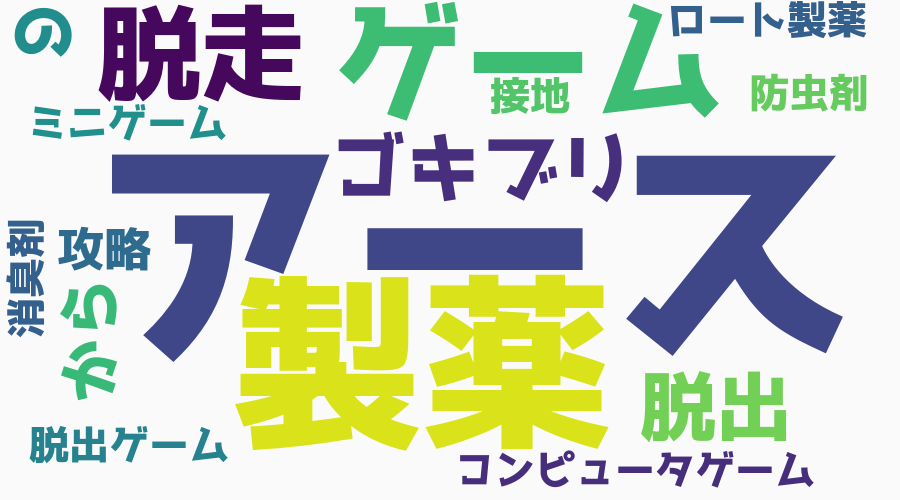 の
脱走
ゲーム
ロート製薬
ミニゲーム
接地
防虫剤
ゴキブリ
アース
消臭剤
攻略
から
製薬
脱出
脱出ゲーム
コンピュータゲーム